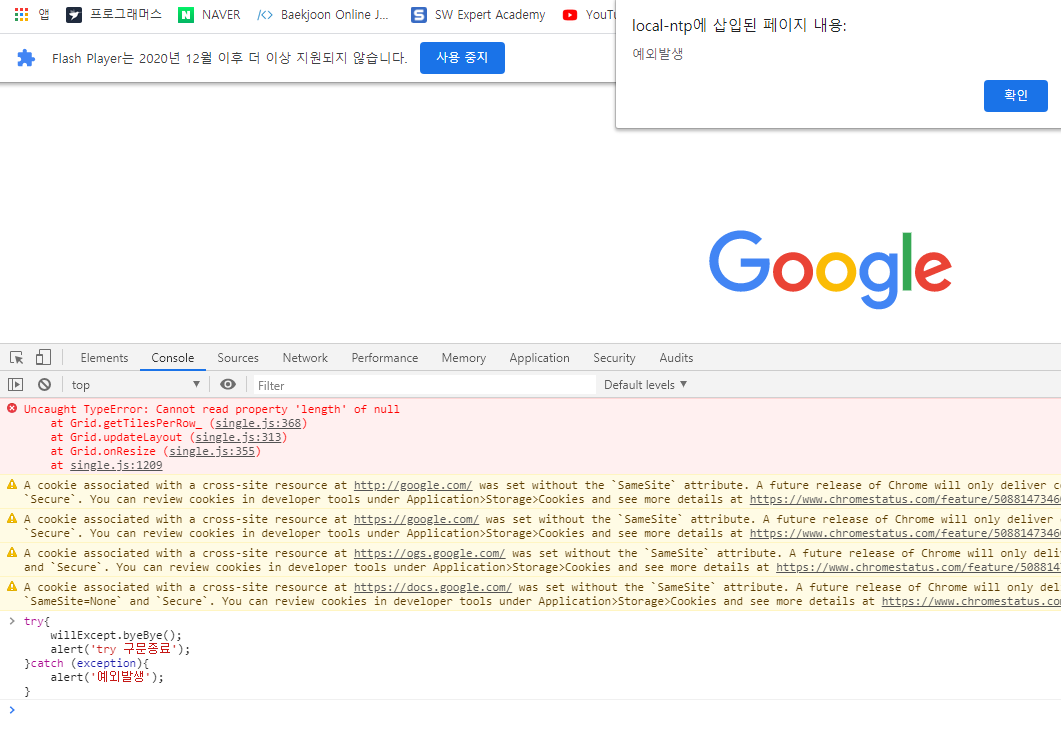 앱 프로그래머스 NAVER </> Baekjoon Online J... S SW Expert Academy YouTu
Flash Player는 2020년 12월 이후 더 이상 지원되지 않습니다. 사용 중지
local-ntp에 삽입된 페이지 내용:
예외발생
확인
Google
Elements Console Sources Network Performance Memory Application Security Audits
top Filter Default levels
Uncaught TypeError: Cannot read property 'length' of null
at Grid.getTilesPerRow_ (single.js:368)
at Grid.updateLayout (single.js:313)
at Grid.onResize (single.js:355)
at single.js:1209
A cookie associated with a cross-site resource at http://google.com/ was set without the `SameSite` attribute. A future release of Chrome will only deliver co
`Secure`. You can review cookies in developer tools under Application>Storage>Cookies and see more details at https://www.chromestatus.com/feature/508814734
A cookie associated with a cross-site resource at https://google.com/ was set without the `SameSite` attribute. A future release of Chrome will only deliver
`Secure`. You can review cookies in developer tools under Application>Storage>Cookies and see more details at https://www.chromestatus.com/feature/508814734
A cookie associated with a cross-site resource at https://ogs.google.com/ was set without the `SameSite` attribute. A future release of Chrome will only deli
and `Secure`. You can review cookies in developer tools under Application>Storage>Cookies and see more details at https://www.chromestatus.com/feature/50881
A cookie associated with a cross-site resource at https://docs.google.com/ was set without the `SameSite` attribute. A future release of Chrome will only del
`SameSite=None` and `Secure`. You can review cookies in developer tools under Application>Storage>Cookies and see more details at https://www.chromestatus.co
> try{
willExcept.byeBye();
alert('try 구문종료');
}catch (exception){
alert('예외발생');
}
>